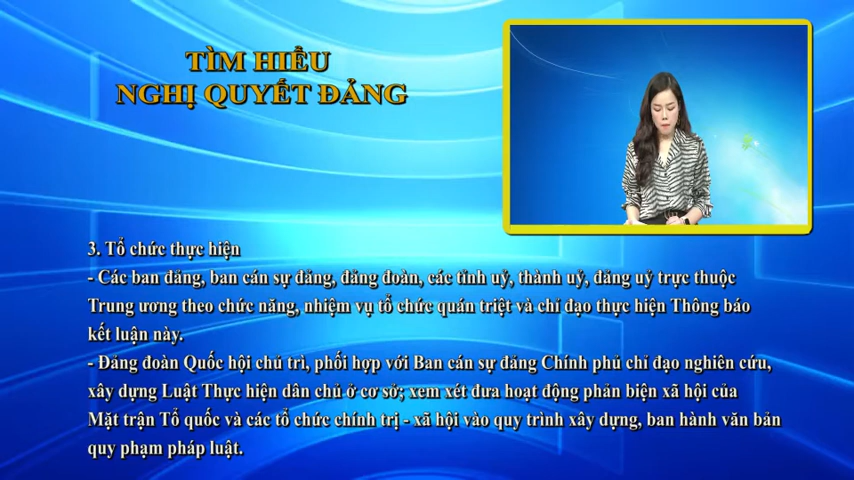 TÌM HIỂU
NGHỊ QUYẾT ĐẢNG
3. Tổ chức thực hiện
- Các ban đảng, ban cán sự đảng, đảng đoàn, các tỉnh uỷ, thành uỷ, đảng uỷ trực thuộc
Trung ương theo chức năng, nhiệm vụ tổ chức quán triệt và chỉ đạo thực hiện Thông báo
kết luận này.
- Đảng đoàn Quốc hội chủ trì, phối hợp với Ban cán sự đảng Chính phủ chỉ đạo nghiên cứu,
xây dựng Luật Thực hiện dân chủ ở cơ sở; xem xét đưa hoạt động phản biện xã hội của
Mặt trận Tổ quốc và các tổ chức chính trị - xã hội vào quy trình xây dựng, ban hành văn bản
quy phạm pháp luật.